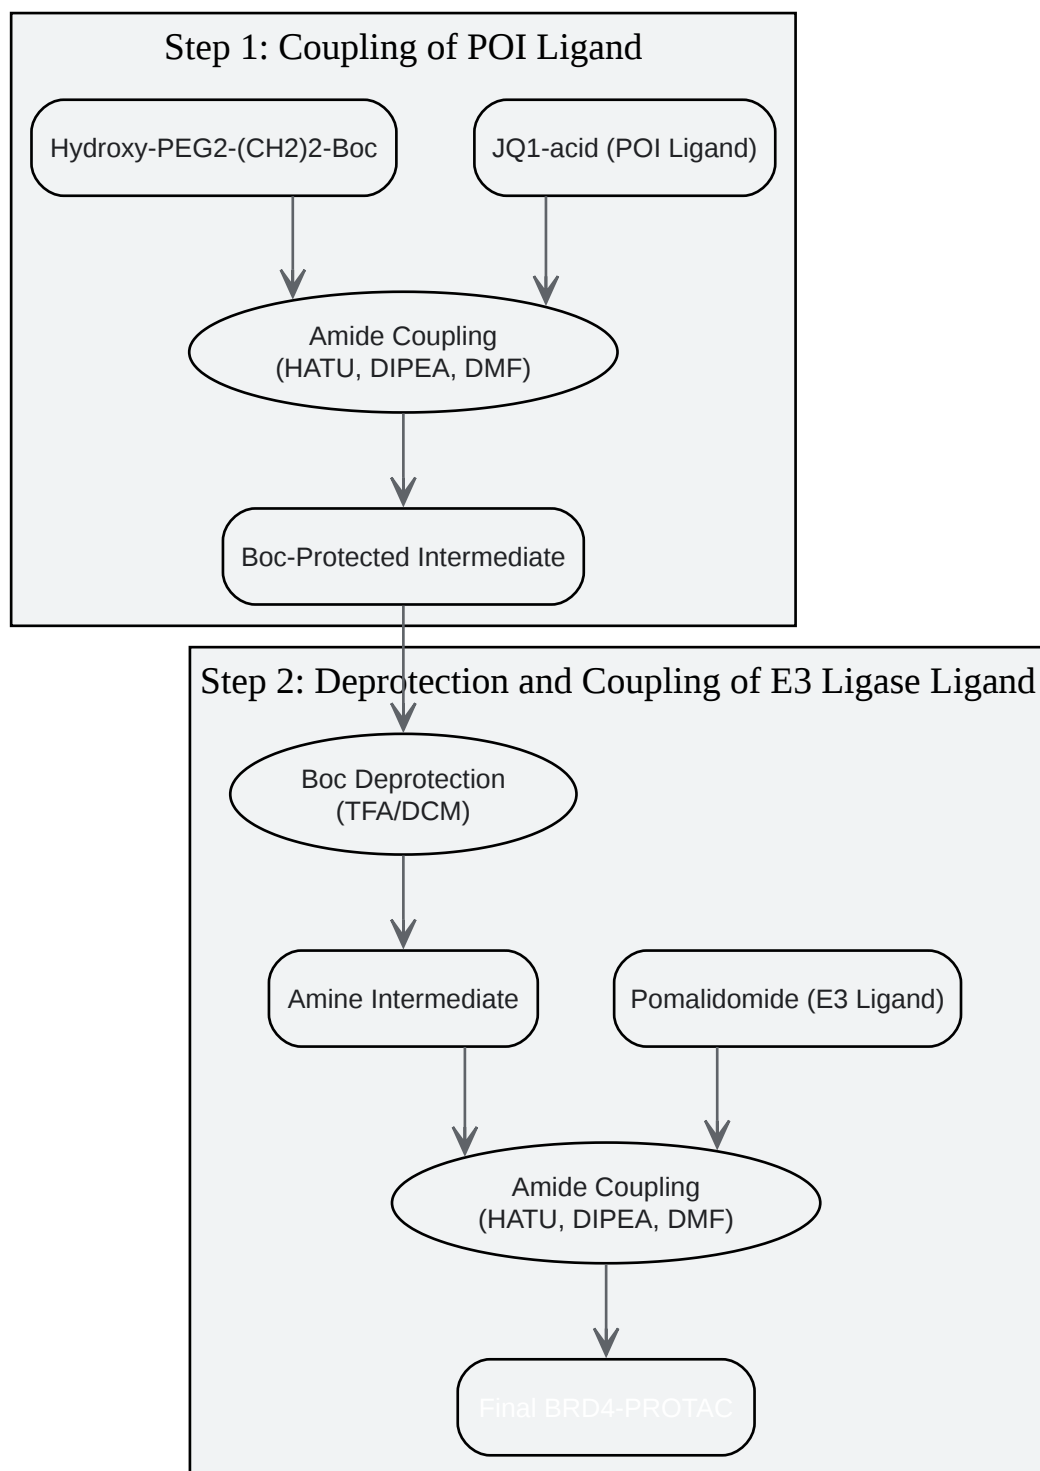 Step 1: Coupling of POI Ligand
Hydroxy-PEG2-(CH2)2-Boc
JQ1-acid (POI Ligand)
Amide Coupling
(HATU, DIPEA, DMF)
Boc-Protected Intermediate
Step 2: Deprotection and Coupling of E3 Ligase Ligand
Boc Deprotection
(TFA/DCM)
Amine Intermediate
Pomalidomide (E3 Ligand)
Amide Coupling
(HATU, DIPEA, DMF)
Final BRD4-PROTAC